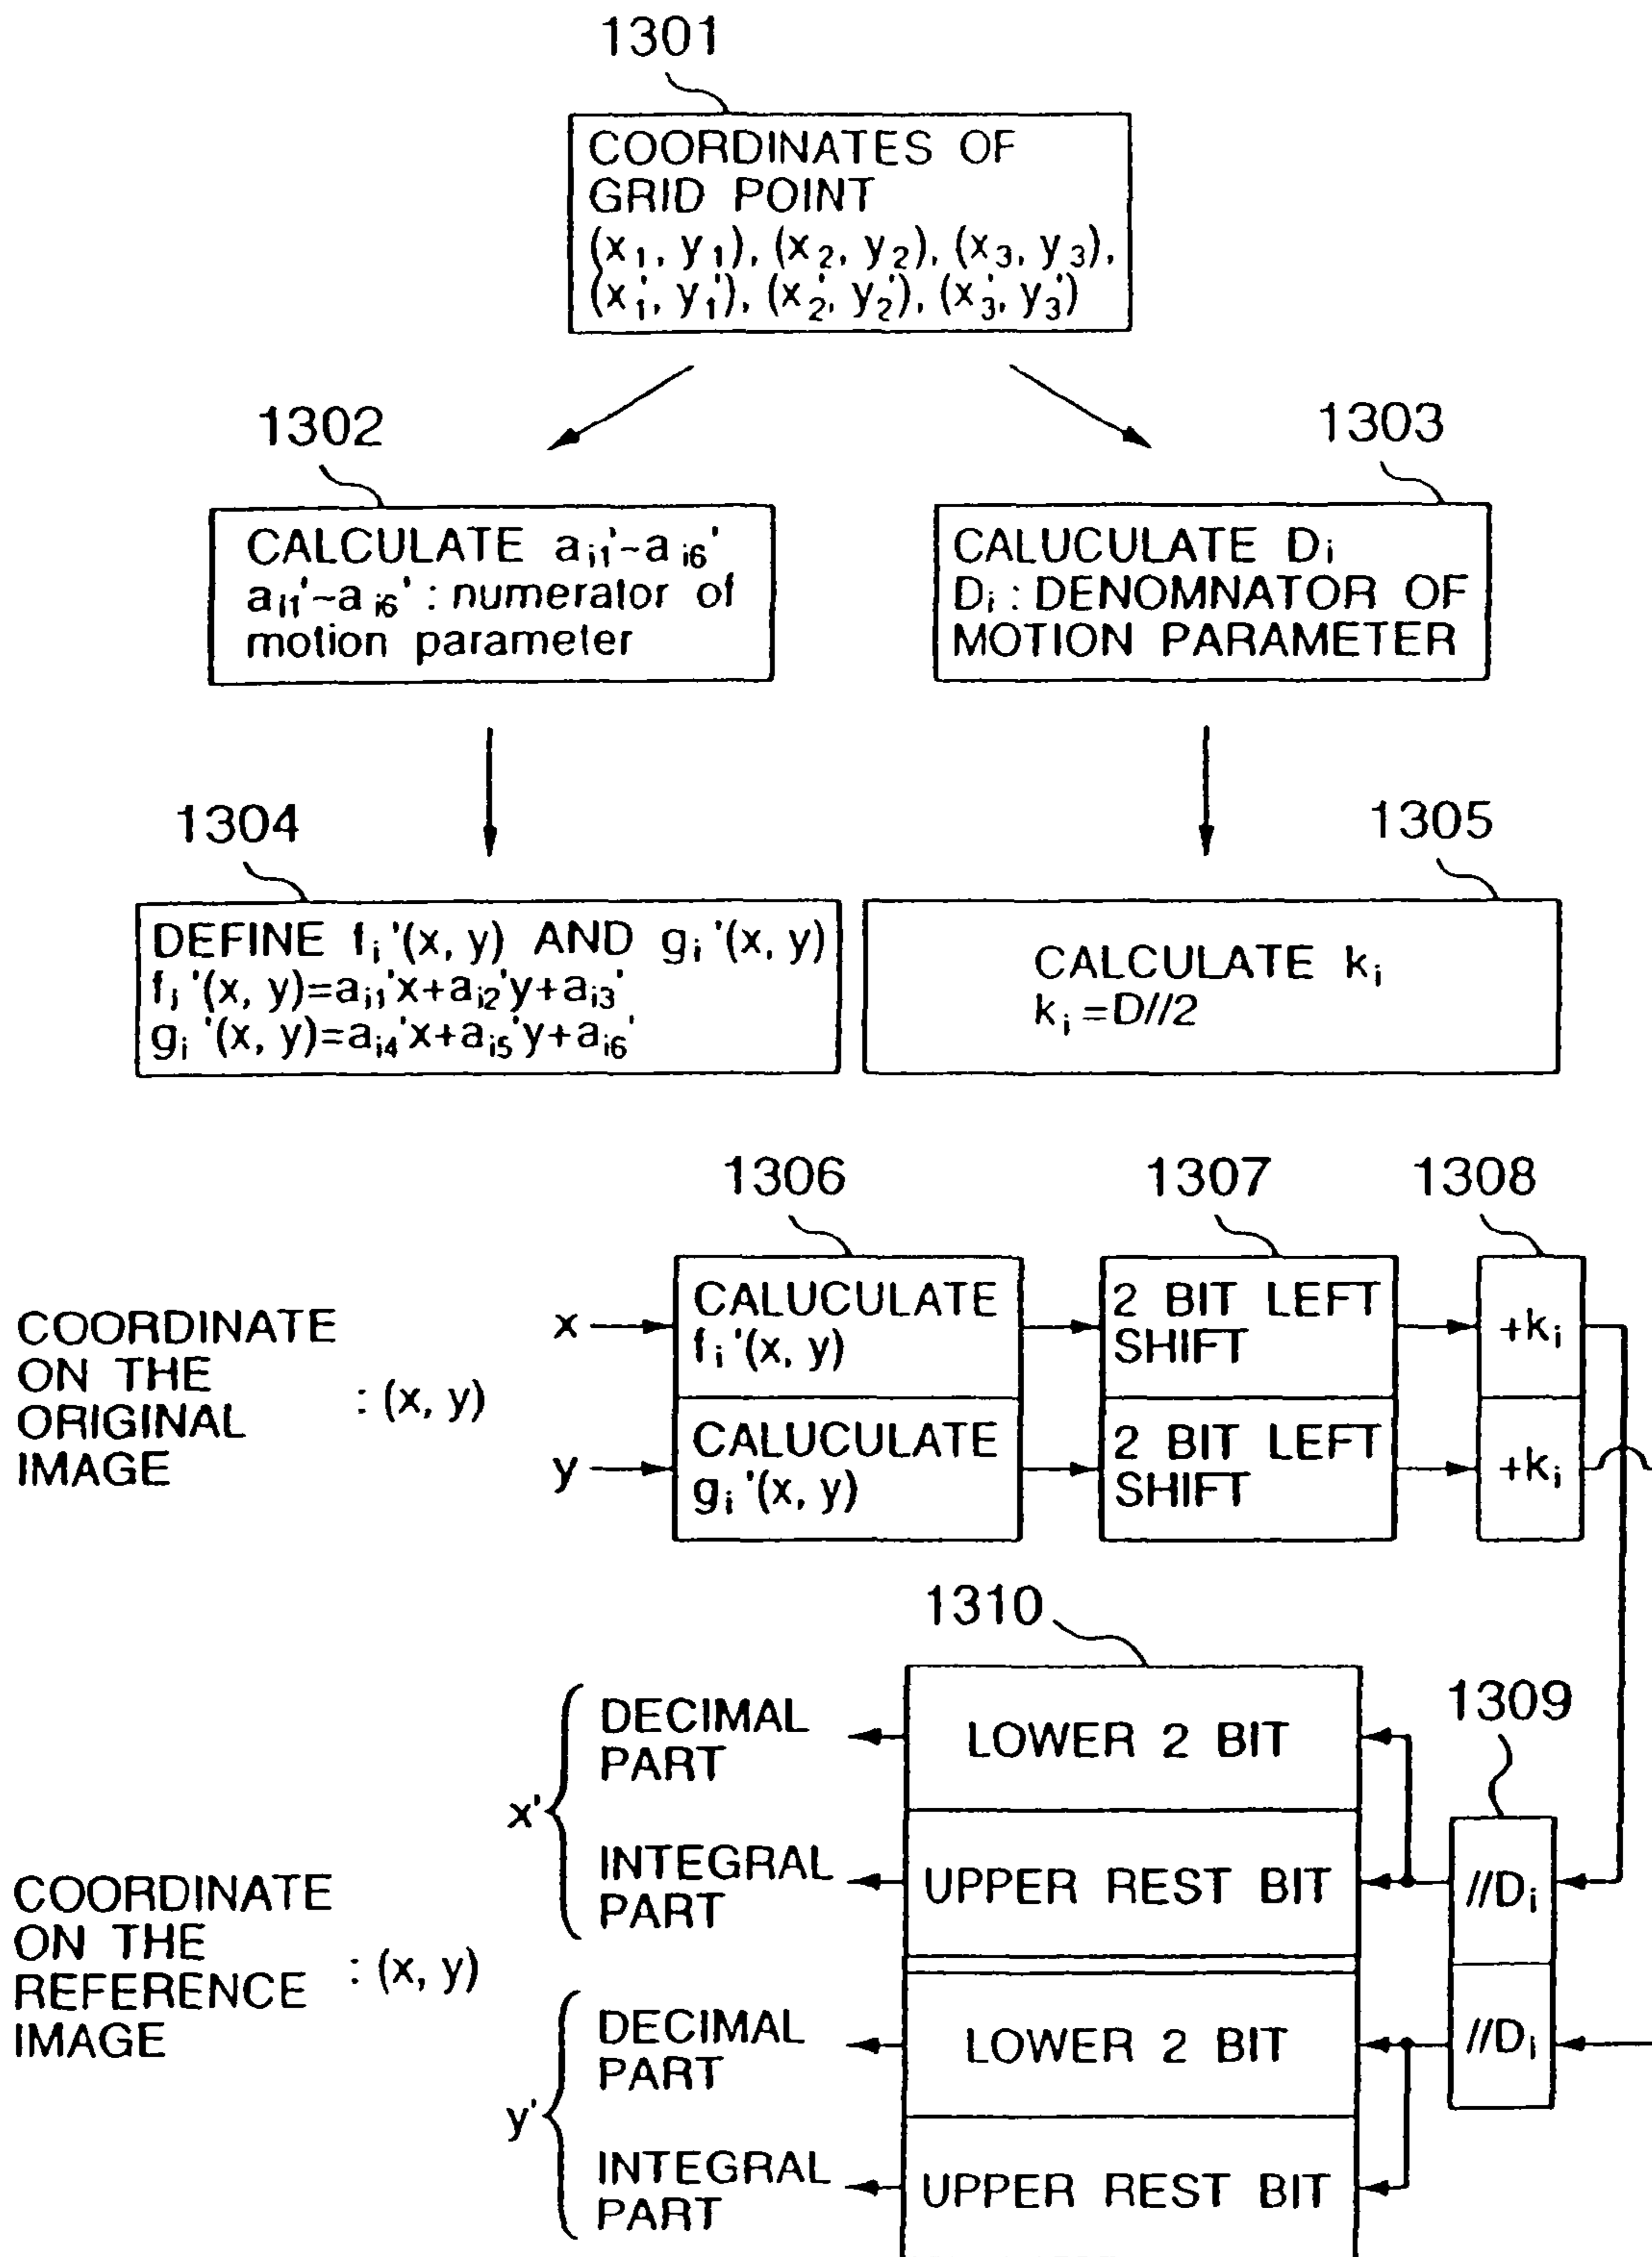 1301
COORDINATES OF
GRID POINT
(x₁, y₁), (x₂, y₂), (x₃, y₃),
(x₁', y₁'), (x₂', y₂'), (x₃', y₃')
1302
1303
CALCULATE aᵢ₁'~aᵢ₆'
aᵢ₁'~aᵢ₆' : numerator of
motion parameter
CALUCULATE Dᵢ
Dᵢ : DENOMNATOR OF
MOTION PARAMETER
1304
1305
DEFINE fᵢ'(x, y) AND gᵢ'(x, y)
fᵢ'(x, y)=aᵢ₁'x+aᵢ₂'y+aᵢ₃'
gᵢ'(x, y)=aᵢ₄'x+aᵢ₅'y+aᵢ₆'
CALCULATE kᵢ
kᵢ=D//2
1306
1307
1308
COORDINATE
ON THE
ORIGINAL
IMAGE
: (x, y)
x
y
CALUCULATE
fᵢ'(x, y)
CALUCULATE
gᵢ'(x, y)
2 BIT LEFT
SHIFT
2 BIT LEFT
SHIFT
+kᵢ
+kᵢ
1310
1309
COORDINATE
ON THE
REFERENCE
IMAGE
: (x, y)
x'
DECIMAL
PART
INTEGRAL
PART
y'
DECIMAL
PART
INTEGRAL
PART
LOWER 2 BIT
UPPER REST BIT
LOWER 2 BIT
UPPER REST BIT
//Dᵢ
//Dᵢ